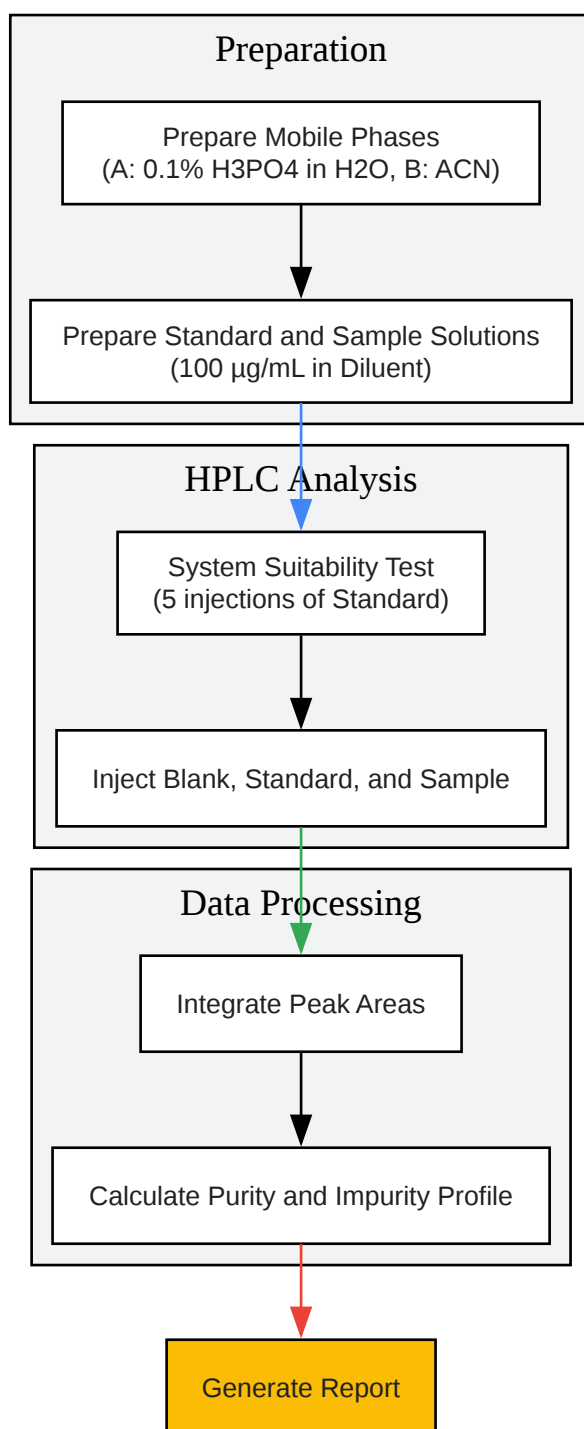 Preparation
Prepare Mobile Phases
(A: 0.1% H3PO4 in H2O, B: ACN)
Prepare Standard and Sample Solutions
(100 µg/mL in Diluent)
HPLC Analysis
System Suitability Test
(5 injections of Standard)
Inject Blank, Standard, and Sample
Data Processing
Integrate Peak Areas
Calculate Purity and Impurity Profile
Generate Report